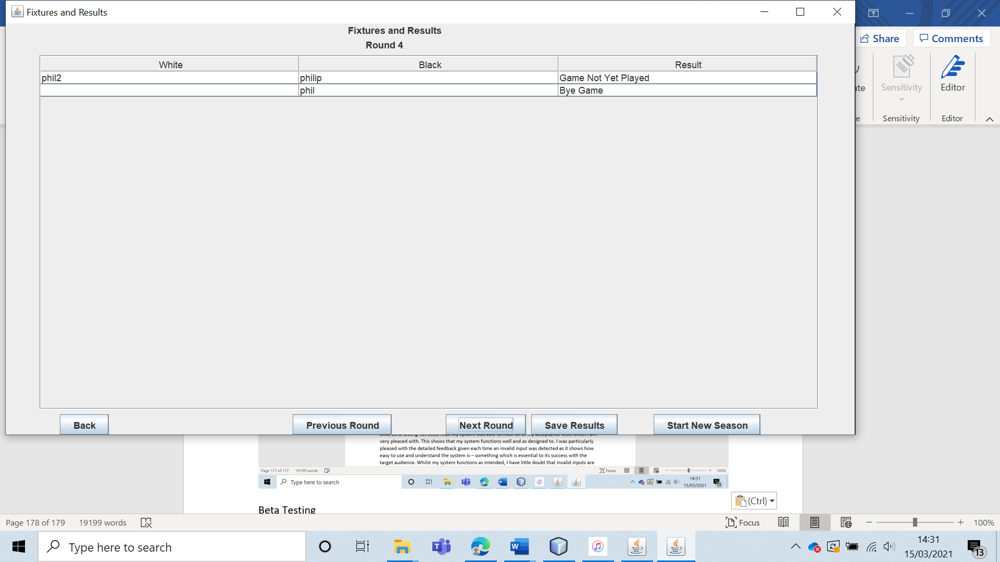 Fixtures and Results
Fixtures and Results
Round 4
White Black Result
phil2 philip Game Not Yet Played
phil Bye Game
Back Previous Round Next Round Save Results Start New Season
Share Comments
Sensitivity Editor
Sensitivity Editor
very pleased with. This shows that my system functions well and as designed to. I was particularly
pleased with the detailed feedback given each time an invalid input was detected as it shows how
easy to use and understand the system is – something which is essential to its success with the
target audience. Whilst my system functions as intended, I have little doubt that invalid inputs are
Page 177 of 177 19199 words Focus 100%
Type here to search 14:31
15/03/2021 13
(Ctrl)
Beta Testing
Page 178 of 179 19199 words Focus 100%
Type here to search 14:31
15/03/2021 13